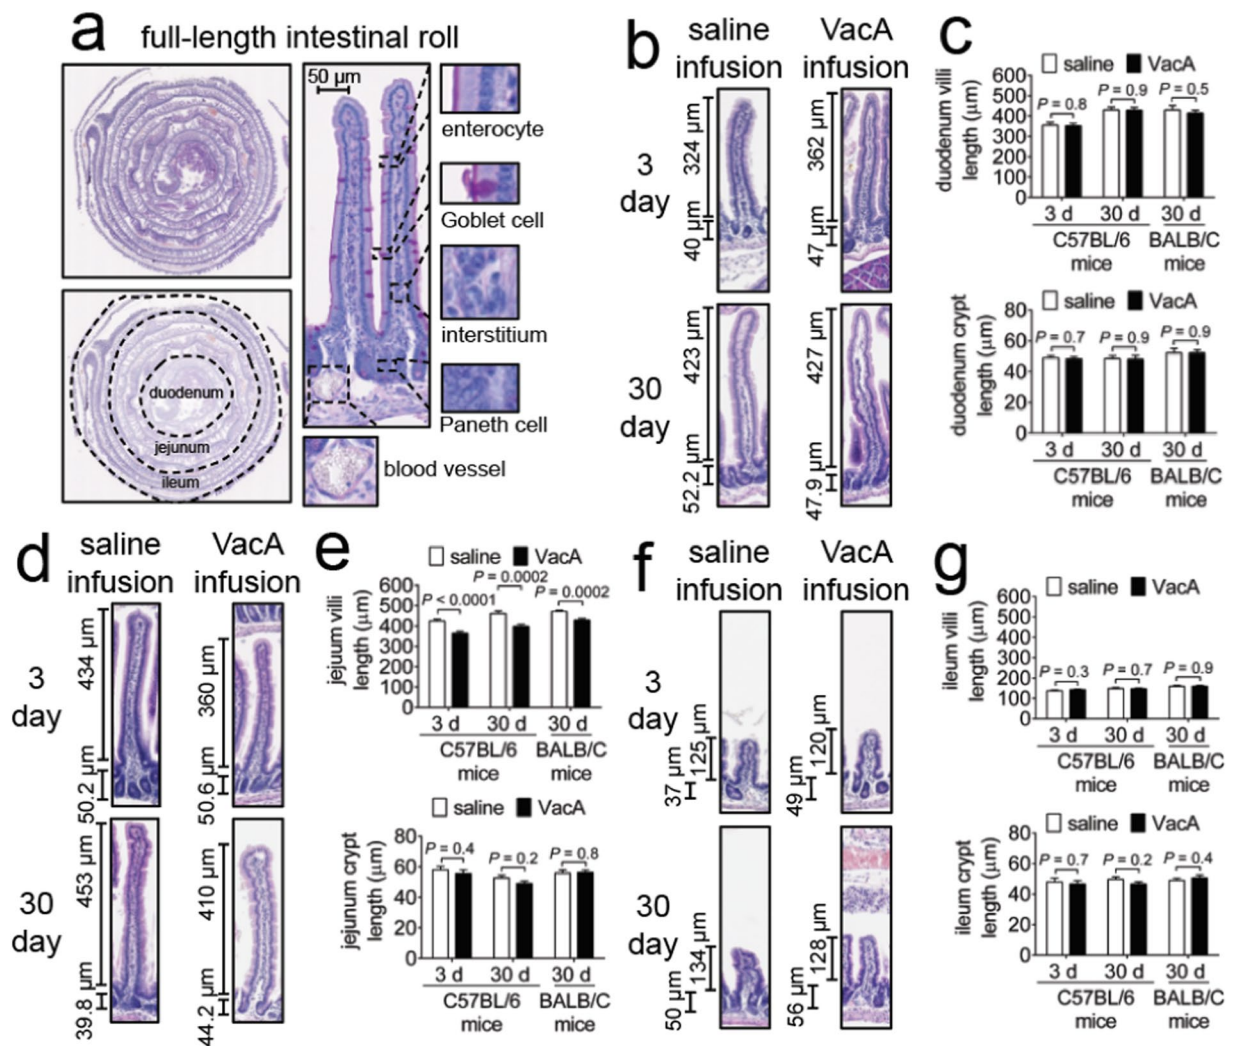 a
full-length intestinal roll
50 µm
enterocyte
Goblet cell
interstitium
Paneth cell
blood vessel
duodenum
jejunum
ileum
b
saline infusion
VacA infusion
3 day
324 µm
40 µm
362 µm
47 µm
30 day
423 µm
52.2 µm
427 µm
47.9 µm
c
saline VacA
duodenum villi length (µm)
600
500
400
300
200
100
0
P = 0.8
P = 0.9
P = 0.5
3 d 30 d 30 d
C57BL/6 mice
BALB/C mice
saline VacA
duodenum crypt length (µm)
80
60
40
20
0
P = 0.7
P = 0.9
P = 0.9
3 d 30 d 30 d
C57BL/6 mice
BALB/C mice
d
saline infusion
VacA infusion
3 day
434 µm
50.2 µm
360 µm
50.6 µm
30 day
453 µm
39.8 µm
410 µm
44.2 µm
e
saline VacA
jejuum villi length (µm)
600
500
400
300
200
100
0
P < 0.0001
P = 0.0002
P = 0.0002
3 d 30 d 30 d
C57BL/6 mice
BALB/C mice
saline VacA
jejunum crypt length (µm)
80
60
40
20
0
P = 0.4
P = 0.2
P = 0.8
3 d 30 d 30 d
C57BL/6 mice
BALB/C mice
f
saline infusion
VacA infusion
3 day
37 µm
125 µm
49 µm
120 µm
30 day
50 µm
134 µm
56 µm
128 µm
g
saline VacA
ileum villi length (µm)
600
500
400
300
200
100
0
P = 0.3
P = 0.7
P = 0.9
3 d 30 d 30 d
C57BL/6 mice
BALB/C mice
saline VacA
ileum crypt length (µm)
80
60
40
20
0
P = 0.7
P = 0.2
P = 0.4
3 d 30 d 30 d
C57BL/6 mice
BALB/C mice